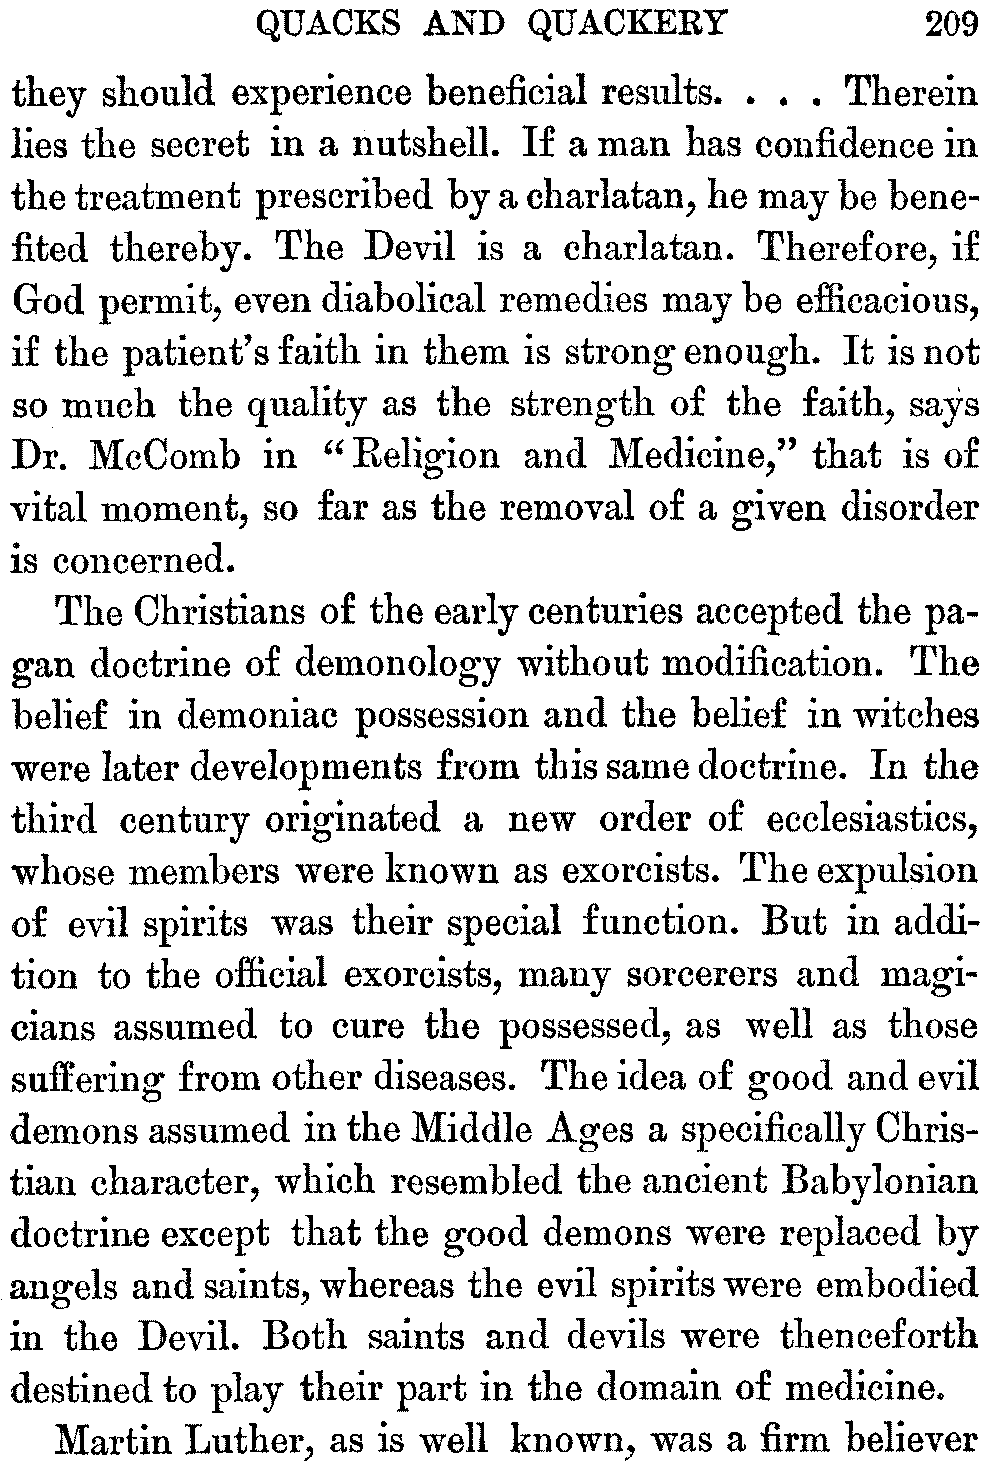 QUACKS AND QUACKERY 209
they should experience beneficial results. . . . Therein
lies the secret in a nutshell. If a man has confidence in
the treatment prescribed by a charlatan, he may be bene-
fited thereby. The Devil is a charlatan. Therefore, if
God permit, even diabolical remedies may be efficacious,
if the patient's faith in them is strong enough. It is not
so much the quality as the strength of the faith, says
Dr. McComb in "Religion and Medicine," that is of
vital moment, so far as the removal of a given disorder
is concerned.
The Christians of the early centuries accepted the pa-
gan doctrine of demonology without modification. The
belief in demoniac possession and the belief in witches
were later developments from this same doctrine. In the
third century originated a new order of ecclesiastics,
whose members were known as exorcists. The expulsion
of evil spirits was their special function. But in addi-
tion to the official exorcists, many sorcerers and magi-
cians assumed to cure the possessed, as well as those
suffering from other diseases. The idea of good and evil
demons assumed in the Middle Ages a specifically Chris-
tian character, which resembled the ancient Babylonian
doctrine except that the good demons were replaced by
angels and saints, whereas the evil spirits were embodied
in the Devil. Both saints and devils were thenceforth
destined to play their part in the domain of medicine.
Martin Luther, as is well known, was a firm believer